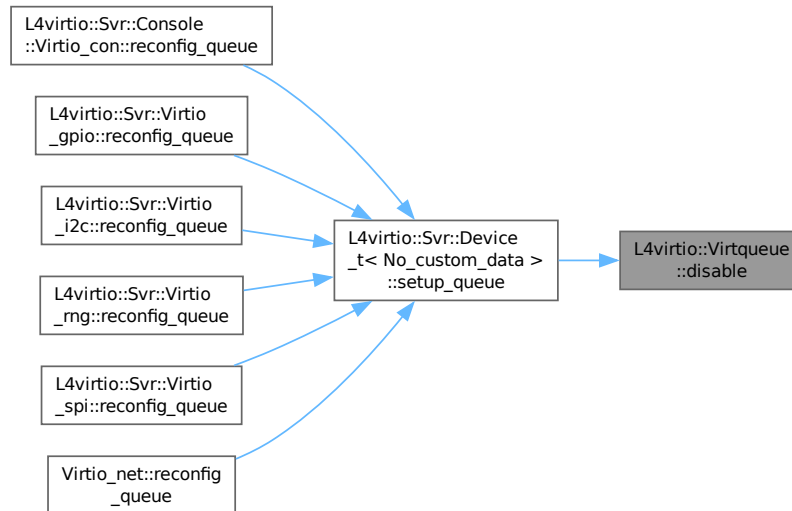 L4virtio::Svr::Console
::Virtio_con::reconfig_queue
L4virtio::Svr::Virtio
_gpio::reconfig_queue
L4virtio::Svr::Virtio
_i2c::reconfig_queue
L4virtio::Svr::Virtio
_rng::reconfig_queue
L4virtio::Svr::Virtio
_spi::reconfig_queue
Virtio_net::reconfig
_queue
L4virtio::Svr::Device
_t< No_custom_data >
::setup_queue
L4virtio::Virtqueue
::disable